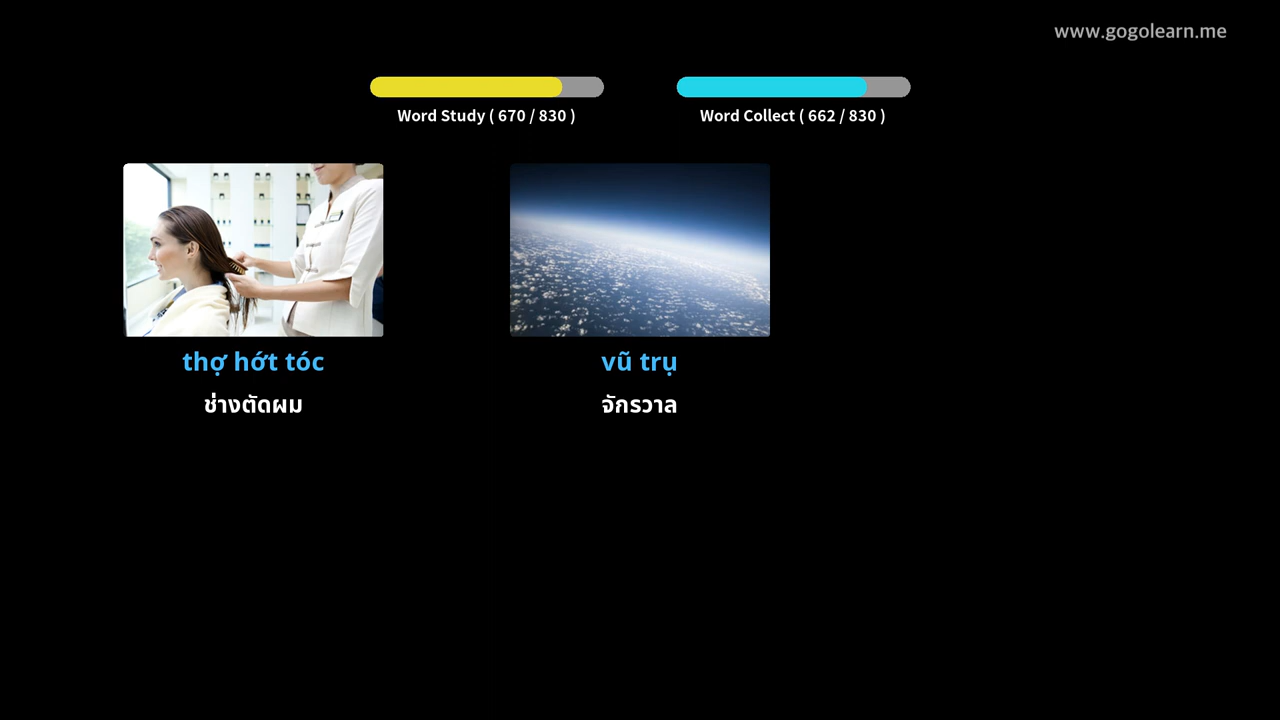 www.gogolearn.me
Word Study ( 670 / 830 )
Word Collect ( 662 / 830 )
thợ hớt tóc
vũ trụ
ช่างตัดผม
จักรวาล